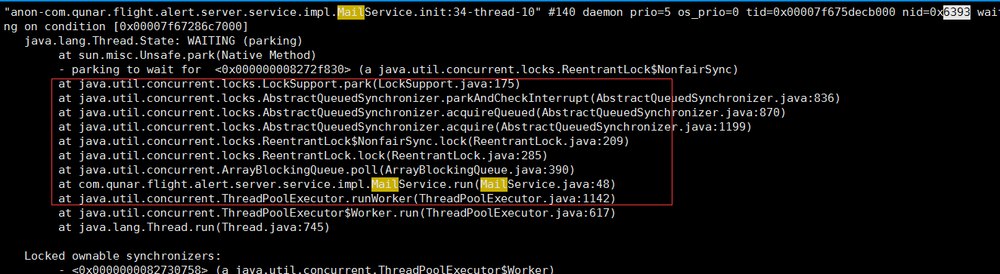 "anon-com.qunar.flight.alert.server.service.impl.MailService.init:34-thread-10" #140 daemon prio=5 os_prio=0 tid=0x00007f675decb000 nid=0x6393 wait
ng on condition [0x00007f67286c7000]
java.lang.Thread.State: WAITING (parking)
at sun.misc.Unsafe.park(Native Method)
- parking to wait for  <0x000000008272f830> (a java.util.concurrent.locks.ReentrantLock$NonfairSync)
at java.util.concurrent.locks.LockSupport.park(LockSupport.java:175)
at java.util.concurrent.locks.AbstractQueuedSynchronizer.parkAndCheckInterrupt(AbstractQueuedSynchronizer.java:836)
at java.util.concurrent.locks.AbstractQueuedSynchronizer.acquireQueued(AbstractQueuedSynchronizer.java:870)
at java.util.concurrent.locks.AbstractQueuedSynchronizer.acquire(AbstractQueuedSynchronizer.java:1199)
at java.util.concurrent.locks.ReentrantLock$NonfairSync.lock(ReentrantLock.java:209)
at java.util.concurrent.locks.ReentrantLock.lock(ReentrantLock.java:285)
at java.util.concurrent.ArrayBlockingQueue.poll(ArrayBlockingQueue.java:390)
at com.qunar.flight.alert.server.service.impl.MailService.run(MailService.java:48)
at java.util.concurrent.ThreadPoolExecutor.runWorker(ThreadPoolExecutor.java:1142)
at java.util.concurrent.ThreadPoolExecutor$Worker.run(ThreadPoolExecutor.java:617)
at java.lang.Thread.run(Thread.java:745)
Locked ownable synchronizers:
- <0x0000000082730758> (a java.util.concurrent.ThreadPoolExecutor$Worker)